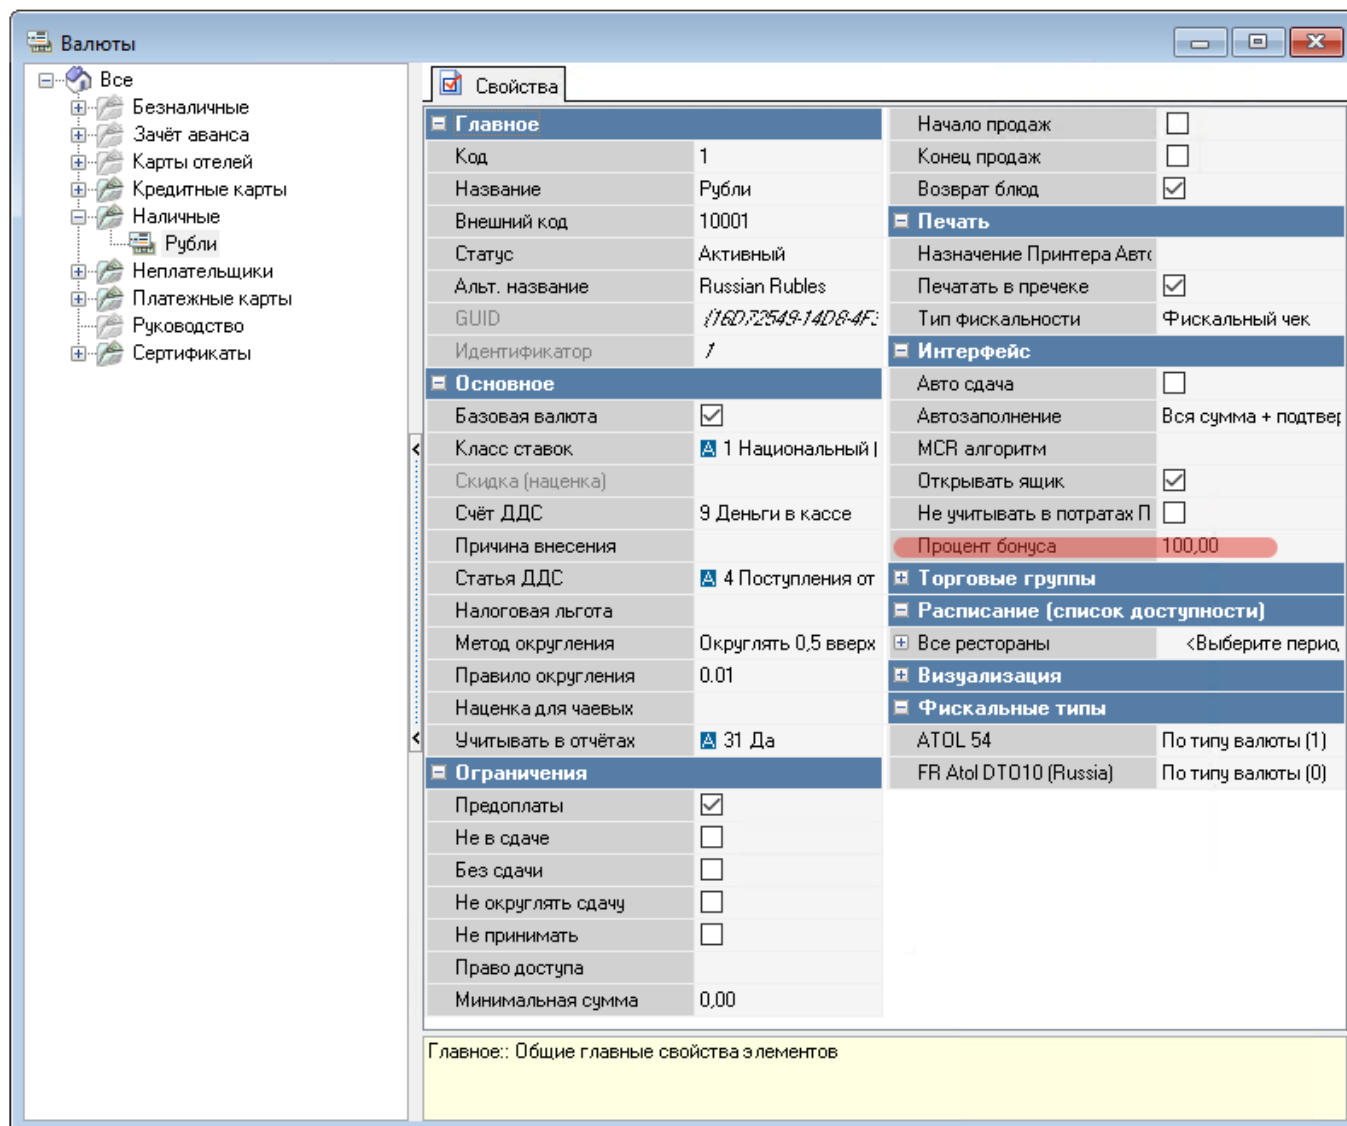 Валюты
Все
Безналичные
Зачёт аванса
Карты отелей
Кредитные карты
Наличные
Рубли
Неплательщики
Платежные карты
Руководство
Сертификаты
Свойства
Главное
Код 1
Название Рубли
Внешний код 10001
Статус Активный
Альт. название Russian Rubles
GUID {16D72549-14D8-4F3
Идентификатор 1
Основное
Базовая валюта
Класс ставок A 1 Национальный
Скидка (наценка)
Счёт ДДС 9 Деньги в кассе
Причина внесения
Статья ДДС A 4 Поступления от
Налоговая льгота
Метод округления Округлять 0,5 вверх
Правило округления 0.01
Наценка для чаевых
Учитывать в отчётах A 31 Да
Ограничения
Предоплаты
Не в сдаче
Без сдачи
Не округлять сдачу
Не принимать
Право доступа
Минимальная сумма 0,00
Начало продаж
Конец продаж
Возврат блюд
Печать
Назначение Принтера Авто
Печатать в пречеке
Тип фискальности Фискальный чек
Интерфейс
Авто сдача
Автозаполнение Вся сумма + подтвер
MCR алгоритм
Открывать ящик
Не учитывать в потратах П
Процент бонуса 100,00
Торговые группы
Расписание (список доступности)
Все рестораны <Выберите перио
Визуализация
Фискальные типы
ATOL 54 По типу валюты (1)
FR Atol DTO10 (Russia) По типу валюты (0)
Главное:: Общие главные свойства элементов